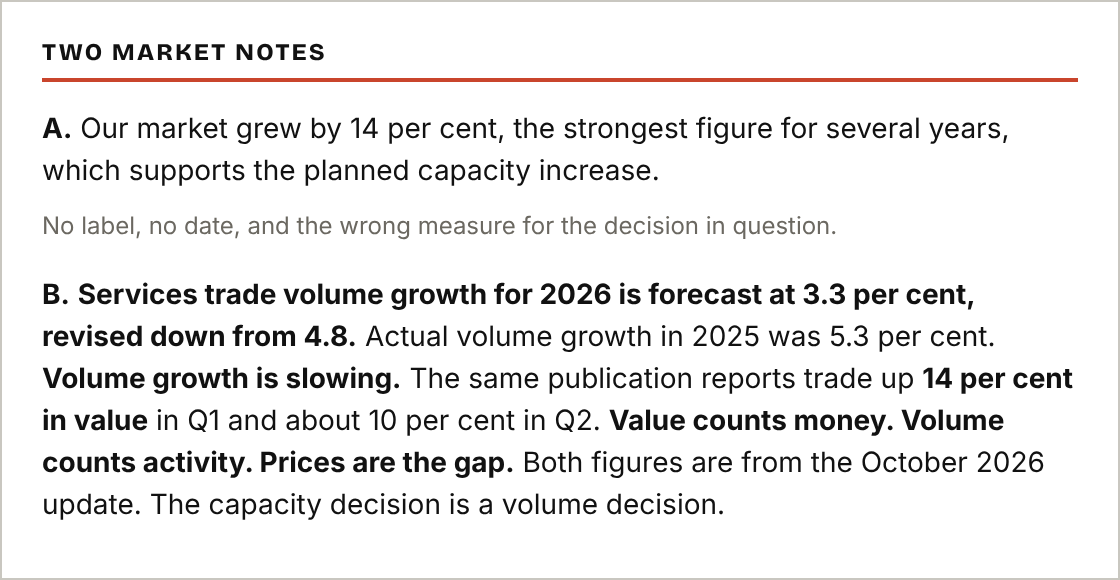 TWO MARKET NOTES
A. Our market grew by 14 per cent, the strongest figure for several years,
which supports the planned capacity increase.
No label, no date, and the wrong measure for the decision in question.
B. Services trade volume growth for 2026 is forecast at 3.3 per cent,
revised down from 4.8. Actual volume growth in 2025 was 5.3 per cent.
Volume growth is slowing. The same publication reports trade up 14 per cent
in value in Q1 and about 10 per cent in Q2. Value counts money. Volume
counts activity. Prices are the gap. Both figures are from the October 2026
update. The capacity decision is a volume decision.